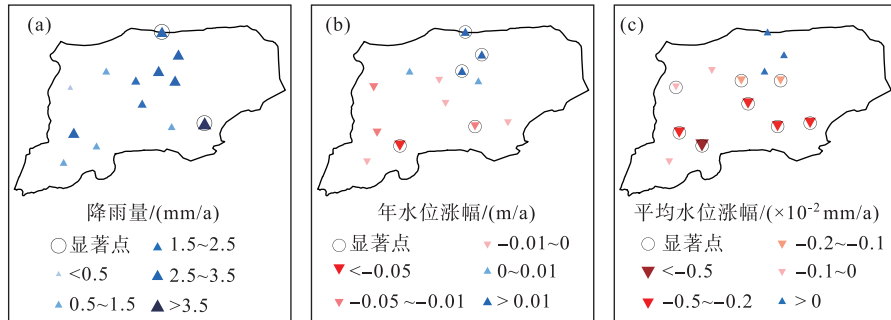 (a)
降雨量/(mm/a)
显著点
<0.5
0.5~1.5
1.5~2.5
2.5~3.5
>3.5
(b)
年水位涨幅/(m/a)
显著点
<−0.05
−0.05~−0.01
−0.01~0
0~0.01
>0.01
(c)
平均水位涨幅/(×10⁻² mm/a)
显著点
<−0.5
−0.5~−0.2
−0.2~−0.1
−0.1~0
>0